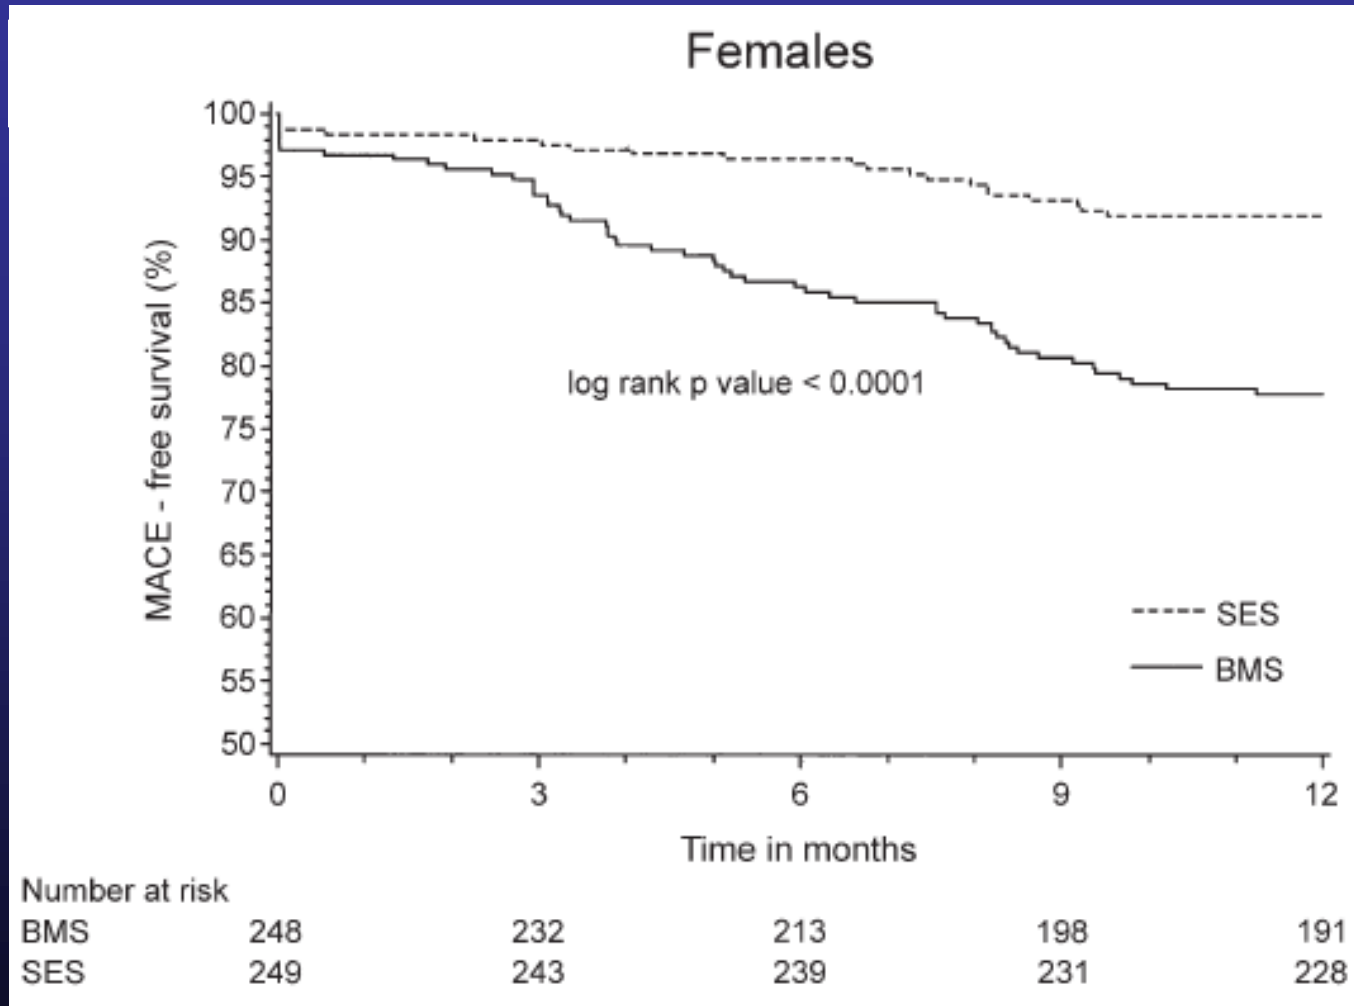 Females
MACE - free survival (%)
100
95
90
85
80
75
70
65
60
55
50
log rank p value < 0.0001
SES
BMS
0 3 6 9 12
Time in months
Number at risk
BMS 248 232 213 198 191
SES 249 243 239 231 228